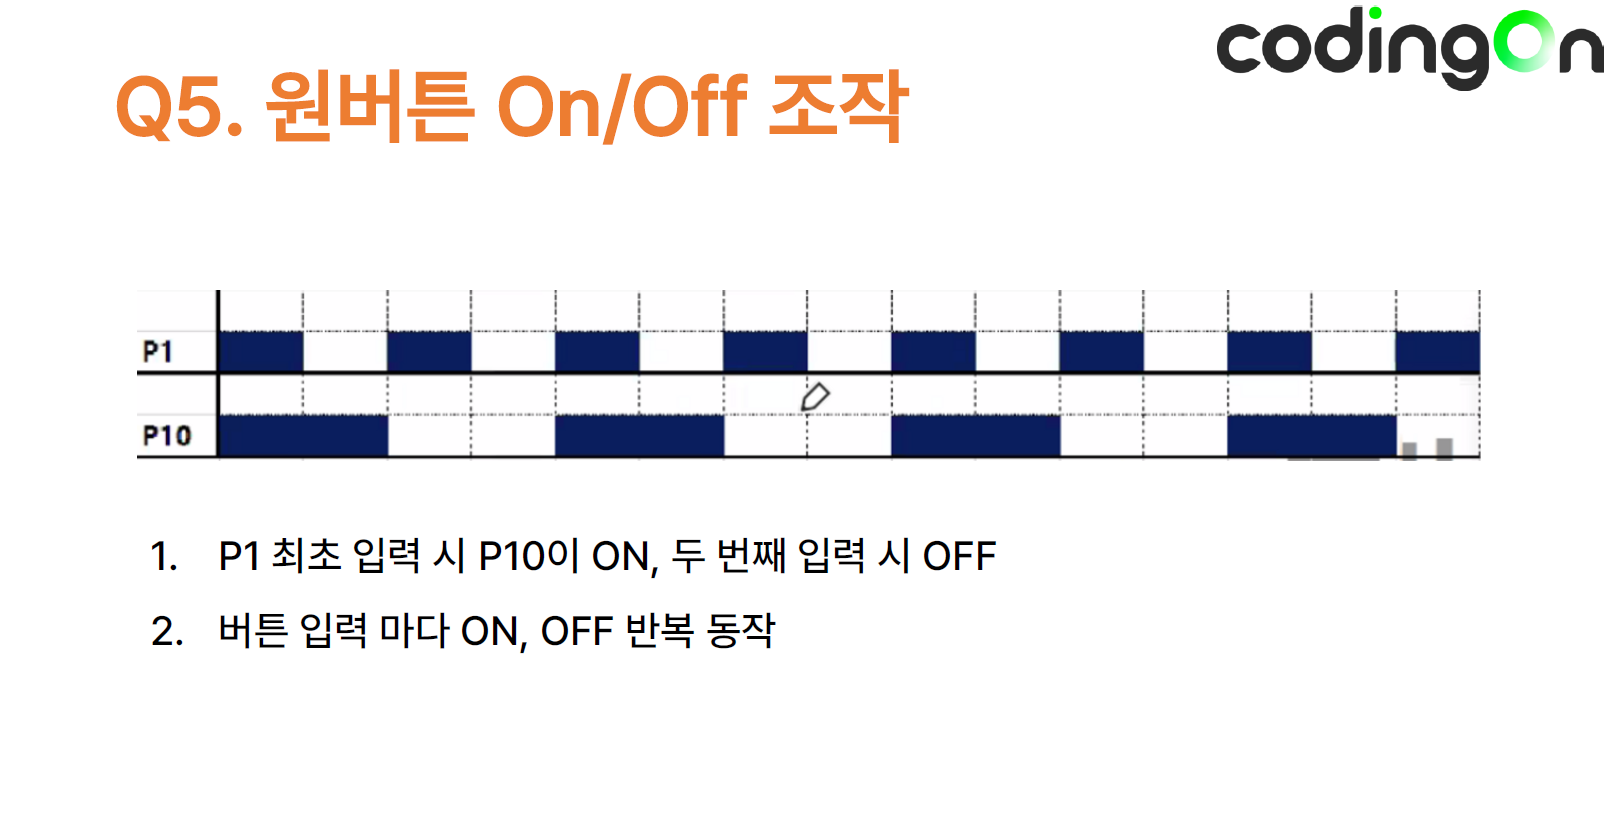 codingOn
Q5. 원버튼 On/Off 조작
P1
P10
1. P1 최초 입력 시 P10이 ON, 두 번째 입력 시 OFF
2. 버튼 입력 마다 ON, OFF 반복 동작